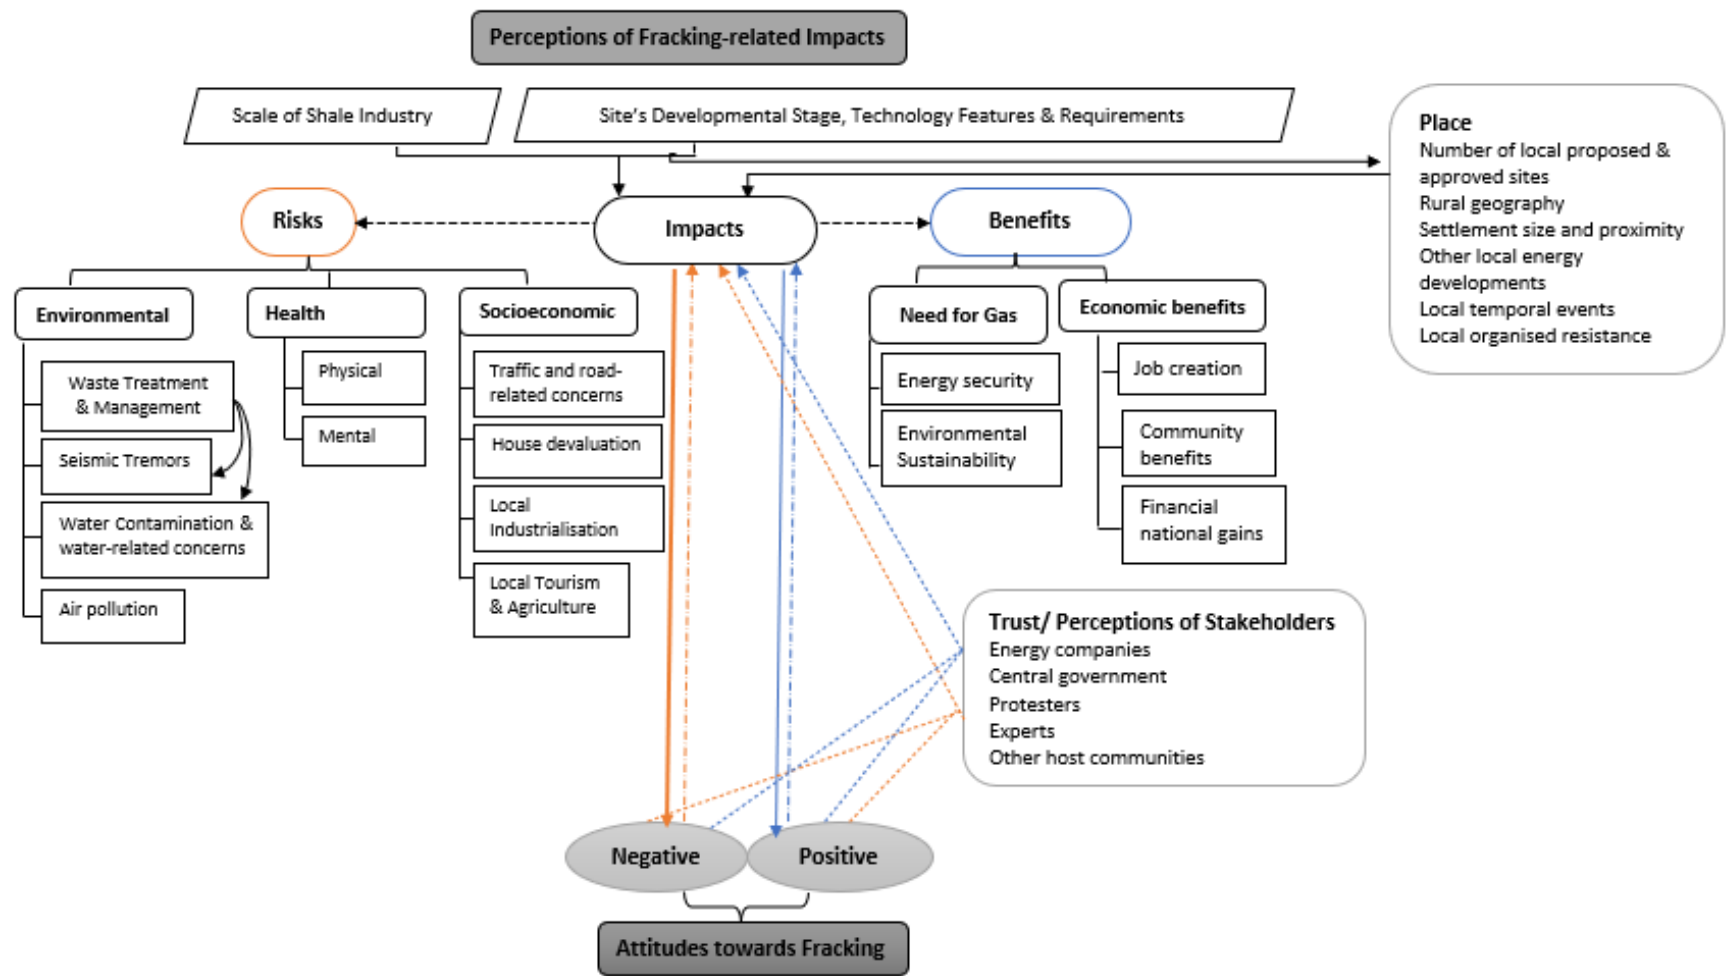 Perceptions of Fracking-related Impacts
Scale of Shale Industry
Site's Developmental Stage, Technology Features & Requirements
Place
Number of local proposed &
approved sites
Rural geography
Settlement size and proximity
Other local energy
developments
Local temporal events
Local organised resistance
Risks
Impacts
Benefits
Environmental
Health
Socioeconomic
Need for Gas
Economic benefits
Waste Treatment
& Management
Seismic Tremors
Water Contamination &
water-related concerns
Air pollution
Physical
Mental
Traffic and road-
related concerns
House devaluation
Local
Industrialisation
Local Tourism
& Agriculture
Energy security
Environmental
Sustainability
Job creation
Community
benefits
Financial
national gains
Trust/ Perceptions of Stakeholders
Energy companies
Central government
Protesters
Experts
Other host communities
Negative
Positive
Attitudes towards Fracking